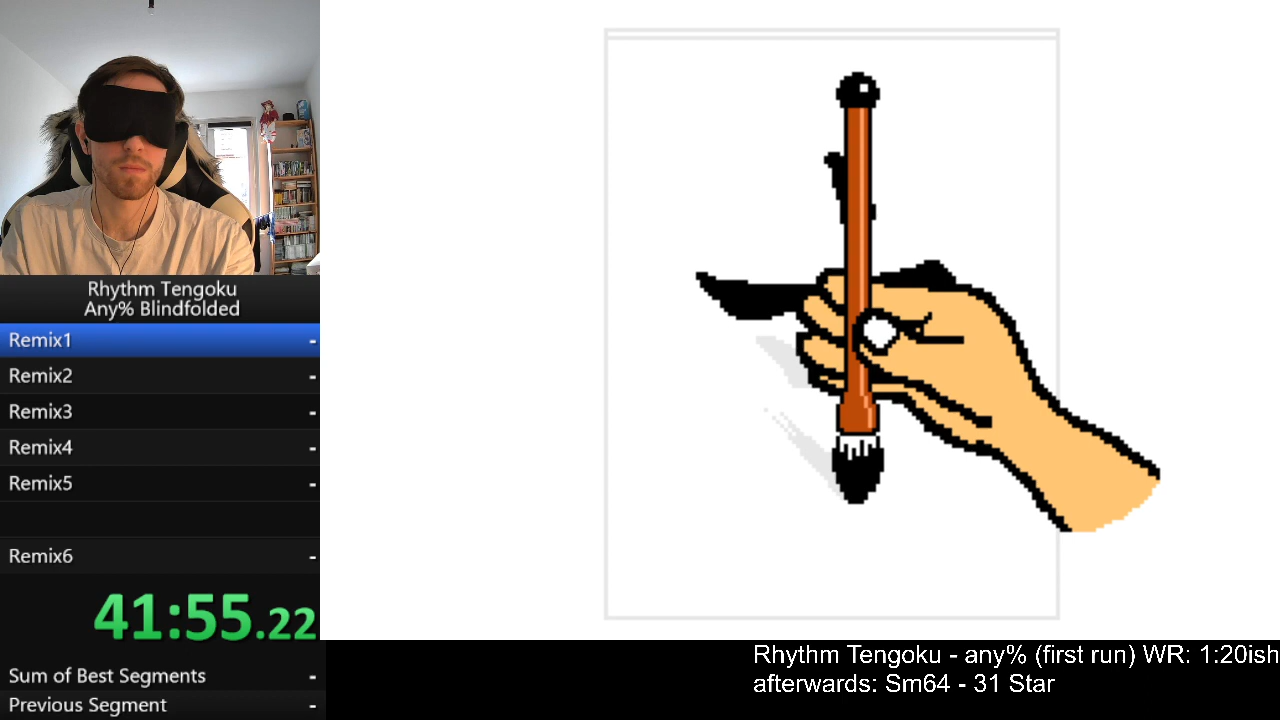 Rhythm Tengoku
Any% Blindfolded
Remix1 -
Remix2 -
Remix3 -
Remix4 -
Remix5 -
Remix6 -
41:55.22
Sum of Best Segments -
Previous Segment -
Rhythm Tengoku - any% (first run) WR: 1:20ish
afterwards: Sm64 - 31 Star